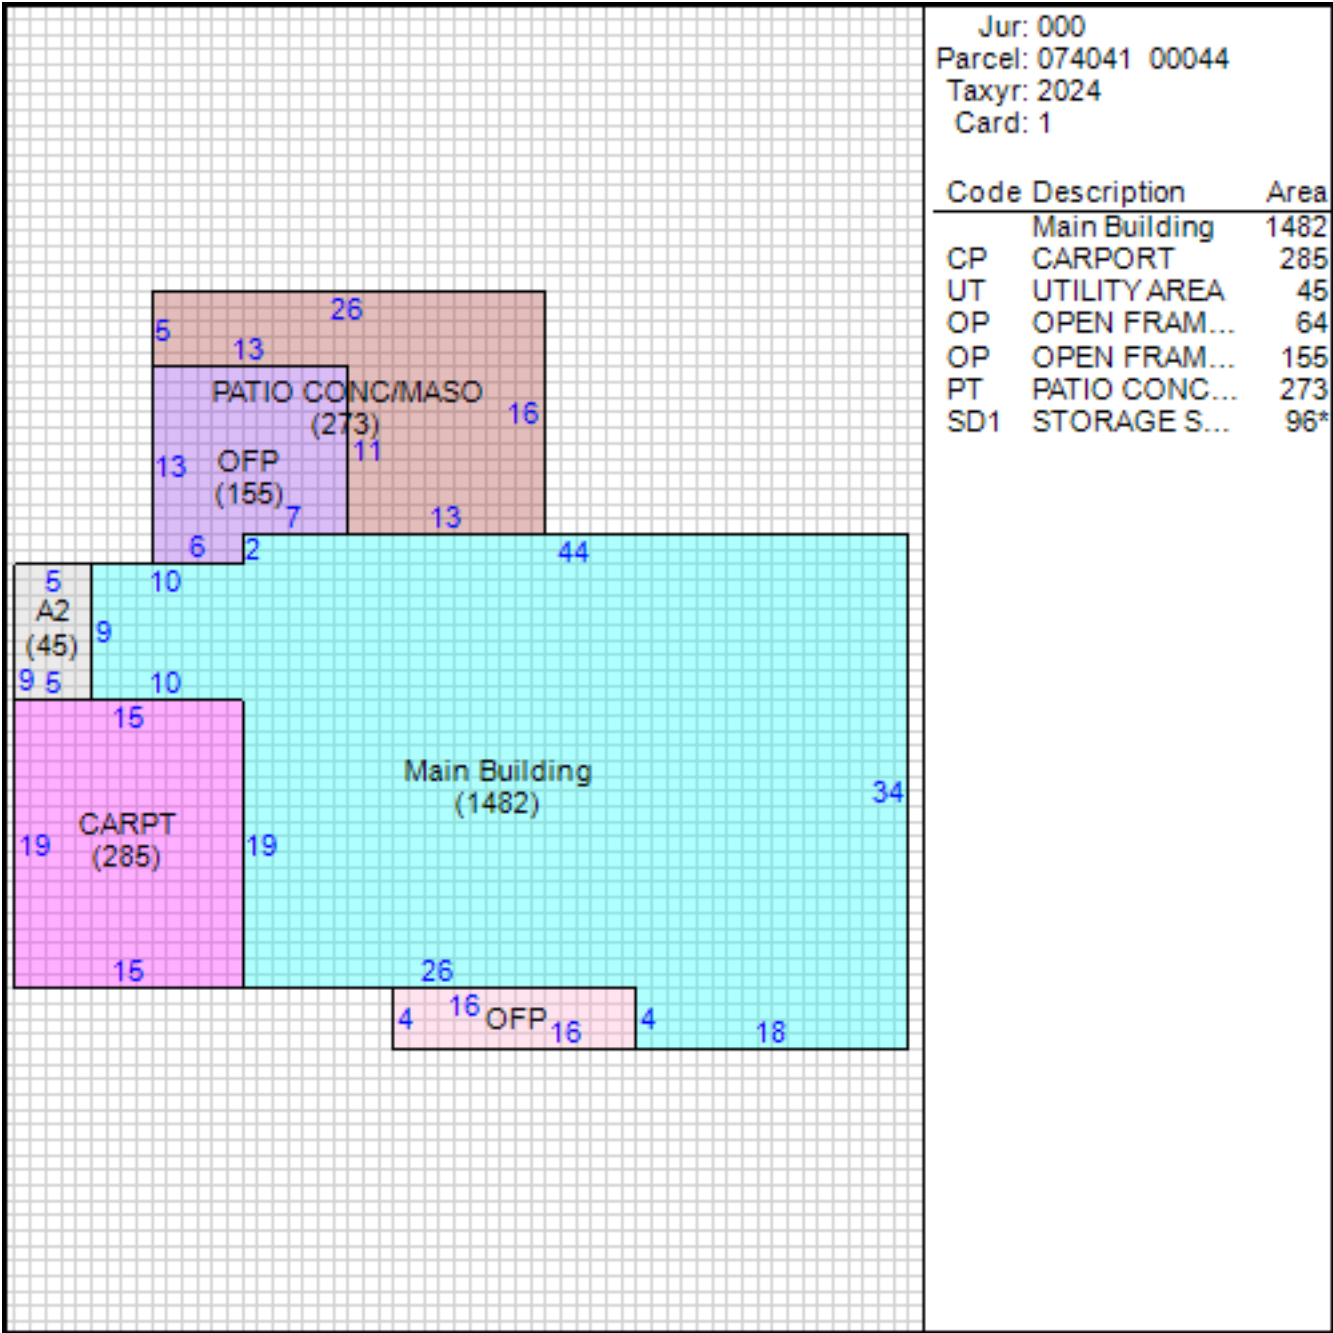 Jur: 000
Parcel: 074041 00044
Taxyr: 2024
Card: 1
Code Description Area
Main Building 1482
CP CARPORT 285
UT UTILITY AREA 45
OP OPEN FRAM... 64
OP OPEN FRAM... 155
PT PATIO CONC... 273
SD1 STORAGE S... 96*
26
5
13
PATIO CONC/MASO
16
(273)
11
13 OFP
(155)
7 13
6 2 44
5 10
A2
9
(45)
9 5 10
15
Main Building
34
(1482)
CARPT
19 19
(285)
15 26
16
4 OFP 4
16 18